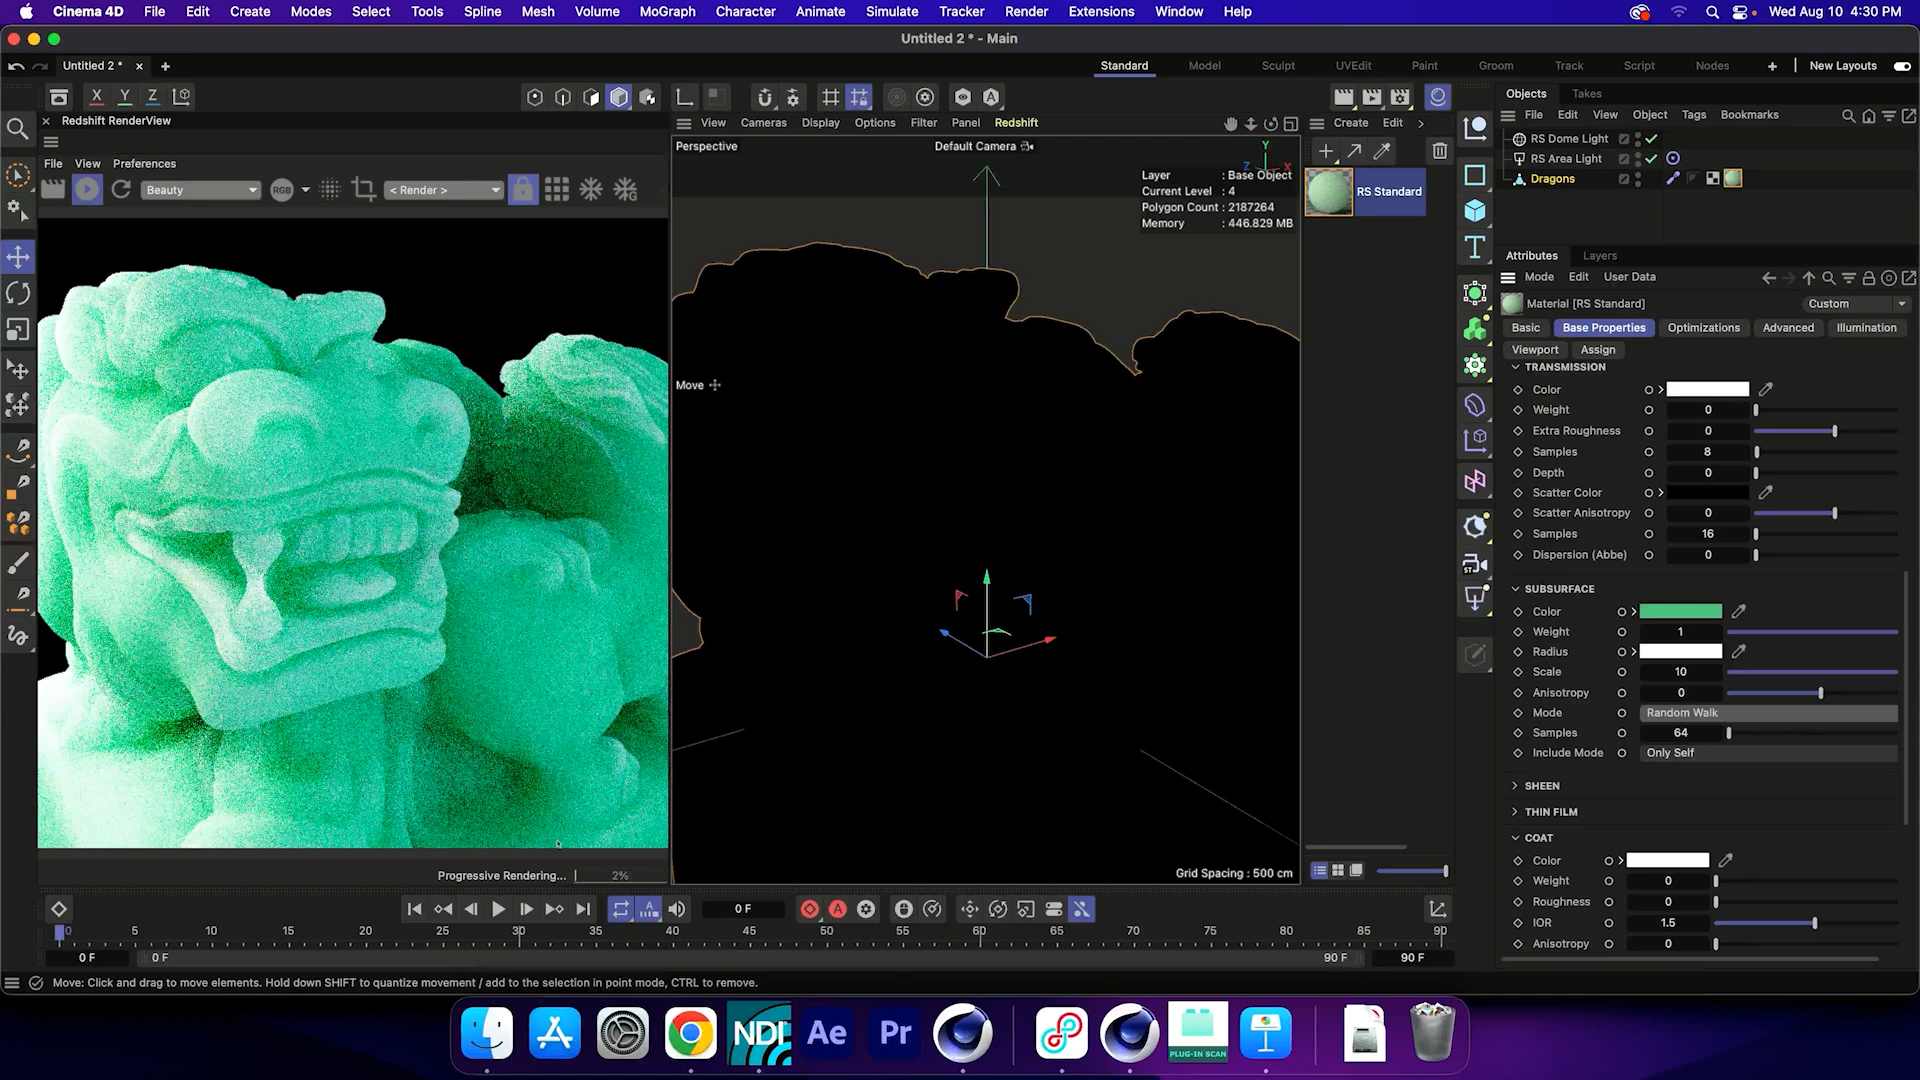 Cinema 4D File Edit Create Modes Select Tools Spline Mesh Volume MoGraph Character Animate Simulate Tracker Render Extensions Window Help Wed Aug 10 4:30 PM
Untitled 2 * - Main
Untitled 2 * Standard Model Sculpt UVEdit Paint Groom Track Script Nodes New Layouts
X Y Z
Redshift RenderView
File View Preferences
Beauty RGB < Render >
View Cameras Display Options Filter Panel Redshift
Perspective Default Camera
Y Z X
Layer : Base Object
Current Level : 4
Polygon Count : 2187264
Memory : 446.829 MB
Move
Grid Spacing : 500 cm
Progressive Rendering... 2%
Create Edit
RS Standard
Objects Takes
File Edit View Object Tags Bookmarks
RS Dome Light
RS Area Light
Dragons
Attributes Layers
Mode Edit User Data
Material [RS Standard] Custom
Basic Base Properties Optimizations Advanced Illumination
Viewport Assign
TRANSMISSION
Color
Weight 0
Extra Roughness 0
Samples 8
Depth 0
Scatter Color
Scatter Anisotropy 0
Samples 16
Dispersion (Abbe) 0
SUBSURFACE
Color
Weight 1
Radius
Scale 10
Anisotropy 0
Mode Random Walk
Samples 64
Include Mode Only Self
SHEEN
THIN FILM
COAT
Color
Weight 0
Roughness 0
IOR 1.5
Anisotropy 0
0 F
0 5 10 15 20 25 30 35 40 45 50 55 60 65 70 75 80 85 90
0 F 0 F 90 F 90 F
Move: Click and drag to move elements. Hold down SHIFT to quantize movement / add to the selection in point mode, CTRL to remove.
NDI Ae Pr
PLUG-IN SCAN